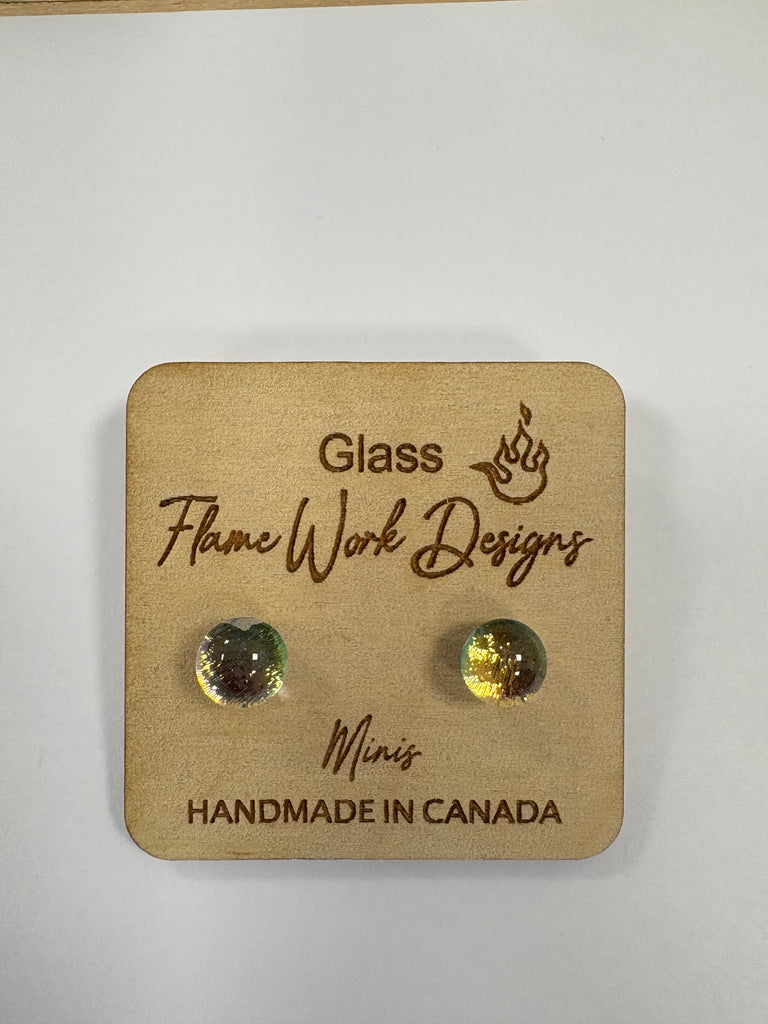 Glass
Flame Work Designs
Minis
HANDMADE IN CANADA